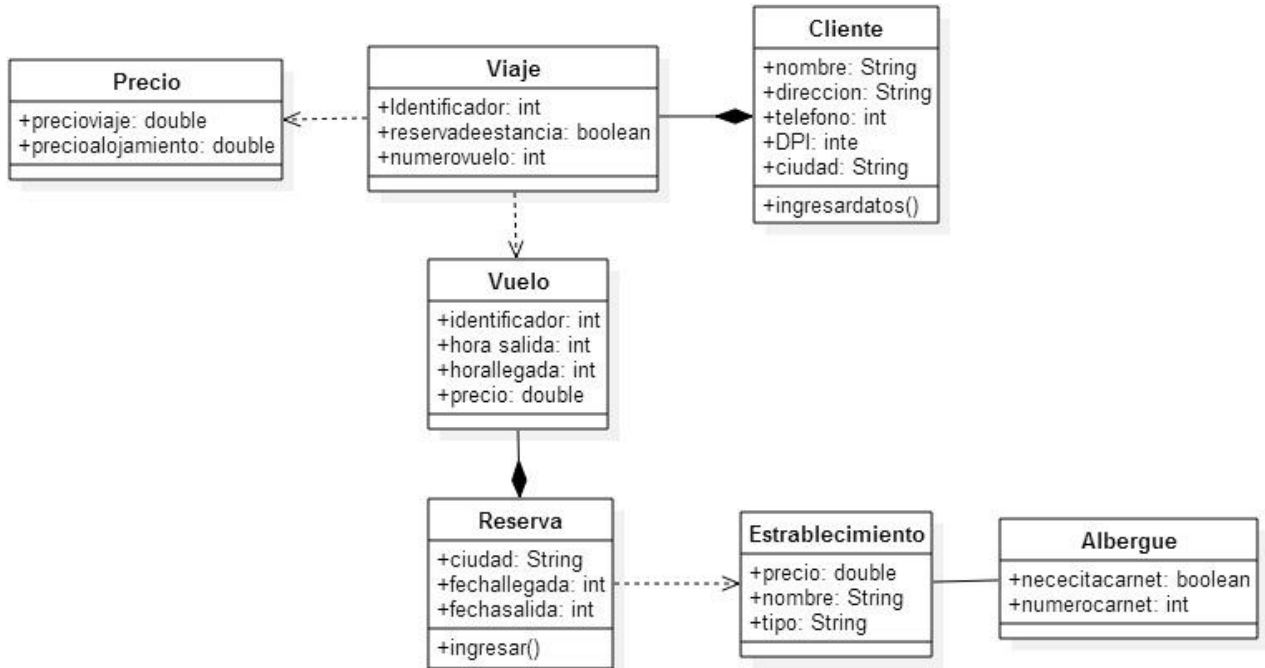 Precio
+precioviaje: double
+precioalojamiento: double
Viaje
+Identificador: int
+reservadeestancia: boolean
+numerovuelo: int
Cliente
+nombre: String
+direccion: String
+telefono: int
+DPI: inte
+ciudad: String
+ingresardatos()
Vuelo
+identificador: int
+hora salida: int
+horallegada: int
+precio: double
Reserva
+ciudad: String
+fechallegada: int
+fechasalida: int
+ingresar()
Estrablecimiento
+precio: double
+nombre: String
+tipo: String
Albergue
+nececitacarnet: boolean
+numerocarnet: int